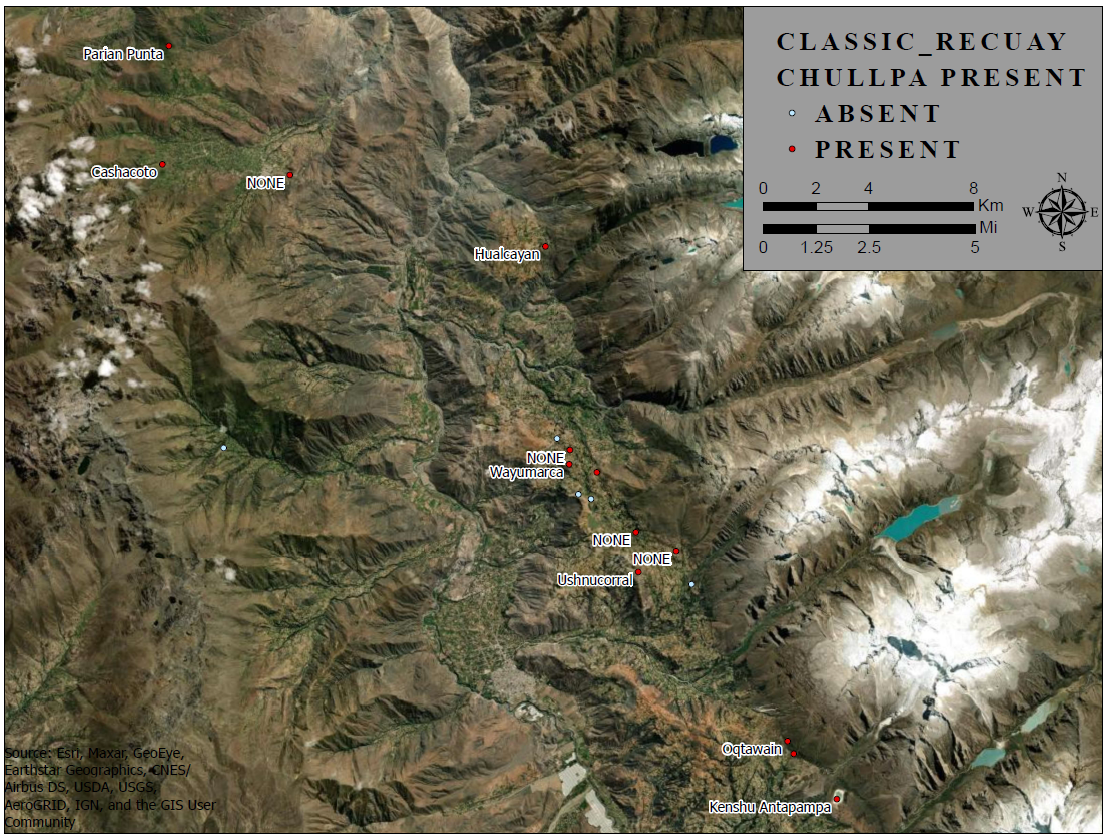 CLASSIC_RECUAY
CHULLPA PRESENT
ABSENT
PRESENT
0 2 4 8
Km
N
W E
S
Mi
0 1.25 2.5 5
Parian Punta
Cashacoto
NONE
Hualcayan
NONE
Wayumarca
NONE
NONE
Ushnucorral
Oqtawain
Kenshu Antapampa
Source: Esri, Maxar, GeoEye,
Earthstar Geographics, CNES/
Airbus DS, USDA, USGS,
AeroGRID, IGN, and the GIS User
Community